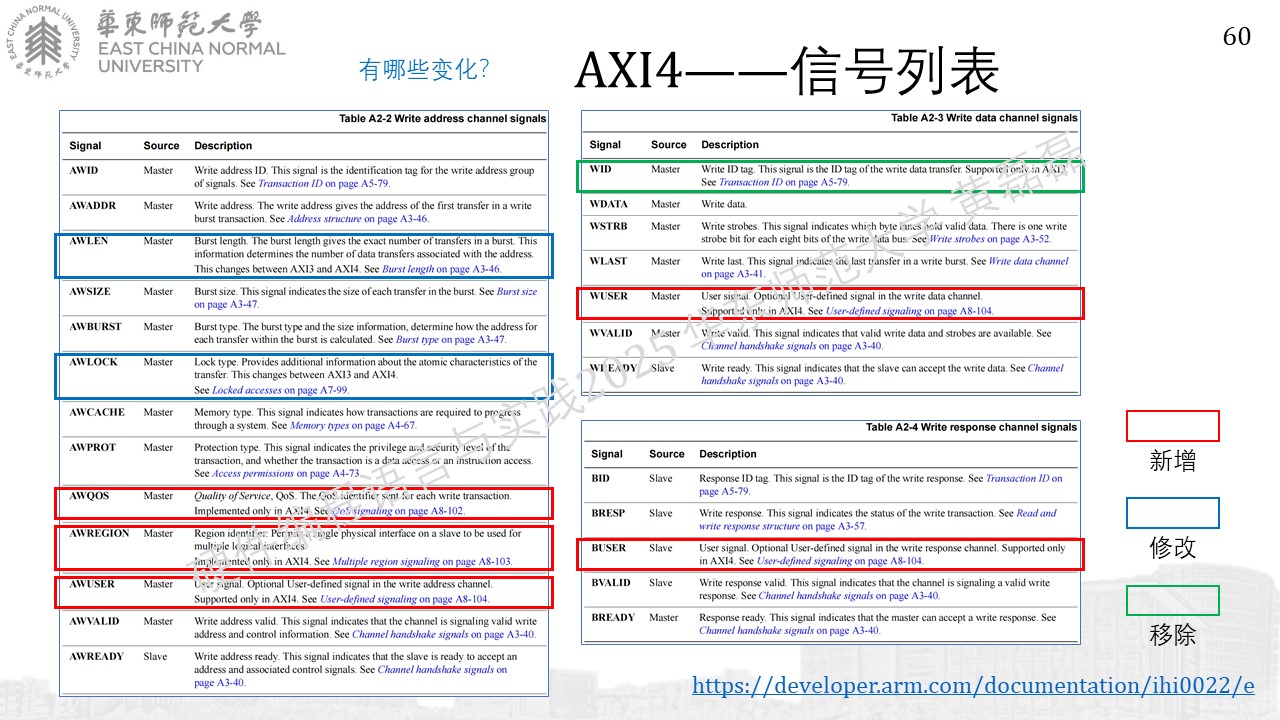 華東師範大學
EAST CHINA NORMAL
UNIVERSITY
EAST CHINA NORMAL UNIVERSITY
华东师范大学
60
有哪些变化?
AXI4——信号列表
Table A2-2 Write address channel signals
Signal Source Description
AWID Master Write address ID. This signal is the identification tag for the write address group
of signals. See Transaction ID on page A5-79.
AWADDR Master Write address. The write address gives the address of the first transfer in a write
burst transaction. See Address structure on page A3-46.
AWLEN Master Burst length. The burst length gives the exact number of transfers in a burst. This
information determines the number of data transfers associated with the address.
This changes between AXI3 and AXI4. See Burst length on page A3-46.
AWSIZE Master Burst size. This signal indicates the size of each transfer in the burst. See Burst size
on page A3-47.
AWBURST Master Burst type. The burst type and the size information, determine how the address for
each transfer within the burst is calculated. See Burst type on page A3-47.
AWLOCK Master Lock type. Provides additional information about the atomic characteristics of the
transfer. This changes between AXI3 and AXI4.
See Locked accesses on page A7-99.
AWCACHE Master Memory type. This signal indicates how transactions are required to progress
through a system. See Memory types on page A4-67.
AWPROT Master Protection type. This signal indicates the privilege and security level of the
transaction, and whether the transaction is a data access or an instruction access.
See Access permissions on page A4-73.
AWQOS Master Quality of Service, QoS. The QoS identifier sent for each write transaction.
Implemented only in AXI4. See QoS signaling on page A8-102.
AWREGION Master Region identifier. Permits a single physical interface on a slave to be used for
multiple logical interfaces.
Implemented only in AXI4. See Multiple region signaling on page A8-103.
AWUSER Master User signal. Optional User-defined signal in the write address channel.
Supported only in AXI4. See User-defined signaling on page A8-104.
AWVALID Master Write address valid. This signal indicates that the channel is signaling valid write
address and control information. See Channel handshake signals on page A3-40.
AWREADY Slave Write address ready. This signal indicates that the slave is ready to accept an
address and associated control signals. See Channel handshake signals on
page A3-40.
Table A2-3 Write data channel signals
Signal Source Description
WID Master Write ID tag. This signal is the ID tag of the write data transfer. Supported only in AXI3.
See Transaction ID on page A5-79.
WDATA Master Write data.
WSTRB Master Write strobes. This signal indicates which byte lanes hold valid data. There is one write
strobe bit for each eight bits of the write data bus. See Write strobes on page A3-52.
WLAST Master Write last. This signal indicates the last transfer in a write burst. See Write data channel
on page A3-41.
WUSER Master User signal. Optional User-defined signal in the write data channel.
Supported only in AXI4. See User-defined signaling on page A8-104.
WVALID Master Write valid. This signal indicates that valid write data and strobes are available. See
Channel handshake signals on page A3-40.
WREADY Slave Write ready. This signal indicates that the slave can accept the write data. See Channel
handshake signals on page A3-40.
Table A2-4 Write response channel signals
Signal Source Description
BID Slave Response ID tag. This signal is the ID tag of the write response. See Transaction ID on
page A5-79.
BRESP Slave Write response. This signal indicates the status of the write transaction. See Read and
write response structure on page A3-57.
BUSER Slave User signal. Optional User-defined signal in the write response channel. Supported only
in AXI4. See User-defined signaling on page A8-104.
BVALID Slave Write response valid. This signal indicates that the channel is signaling a valid write
response. See Channel handshake signals on page A3-40.
BREADY Master Response ready. This signal indicates that the master can accept a write response. See
Channel handshake signals on page A3-40.
新增
修改
移除
硬件编程语言与实践2025 华东师范大学 黄磊磊
https://developer.arm.com/documentation/ihi0022/e